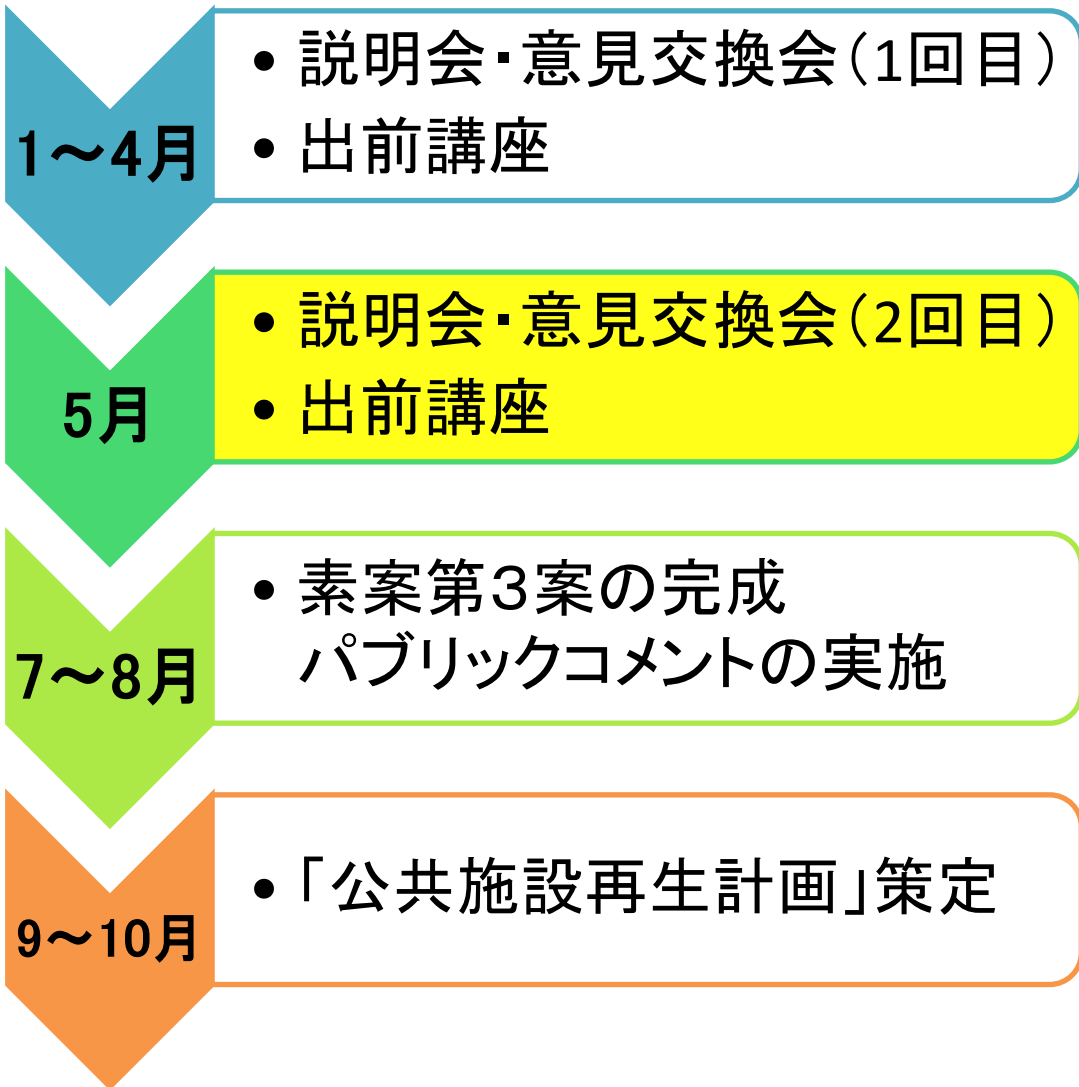 1～4月
• 説明会・意見交換会(1回目)
• 出前講座
5月
• 説明会・意見交換会(2回目)
• 出前講座
7～8月
• 素案第３案の完成
パブリックコメントの実施
9～10月
• 「公共施設再生計画」策定